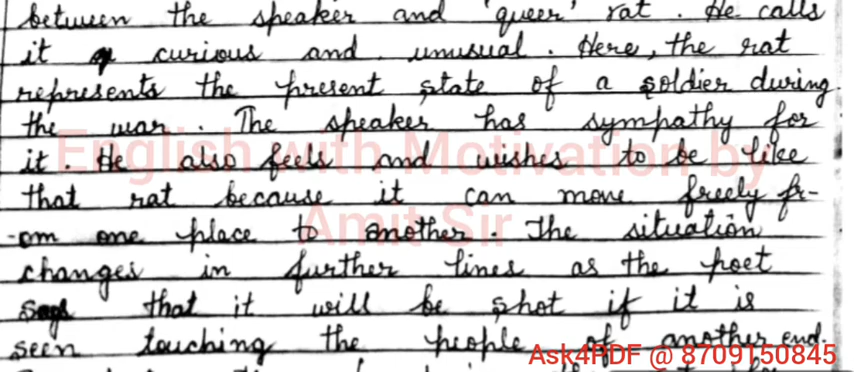 between the speaker and 'queer' rat. He calls
it curious and unusual. Here, the rat
represents the present state of a soldier during
the war. The speaker has sympathy for
it. He also feels and wishes to be like
that rat because it can move freely fr-
-om one place to another. The situation
changes in further lines as the poet
says that it will be shot if it is
seen touching the people of another end.
English with Motivation by
Amit Sir
Ask4PDF @ 8709150845